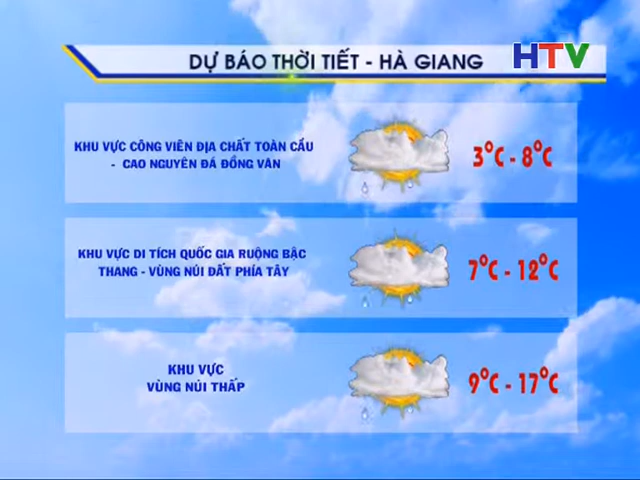 DỰ BÁO THỜI TIẾT - HÀ GIANG
HTV
KHU VỰC CÔNG VIÊN ĐỊA CHẤT TOÀN CẦU
- CAO NGUYÊN ĐÁ ĐỒNG VĂN
3°C - 8°C
KHU VỰC DI TÍCH QUỐC GIA RUỘNG BẬC
THANG - VÙNG NÚI ĐẤT PHÍA TÂY
7°C - 12°C
KHU VỰC
VÙNG NÚI THẤP
9°C - 17°C